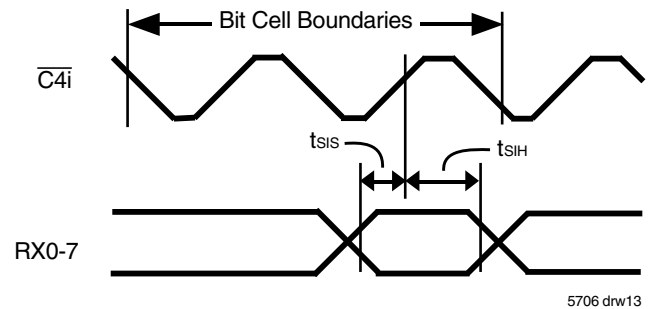 Bit Cell Boundaries
C4i
tSIS
tSIH
RX0-7
5706 drw13